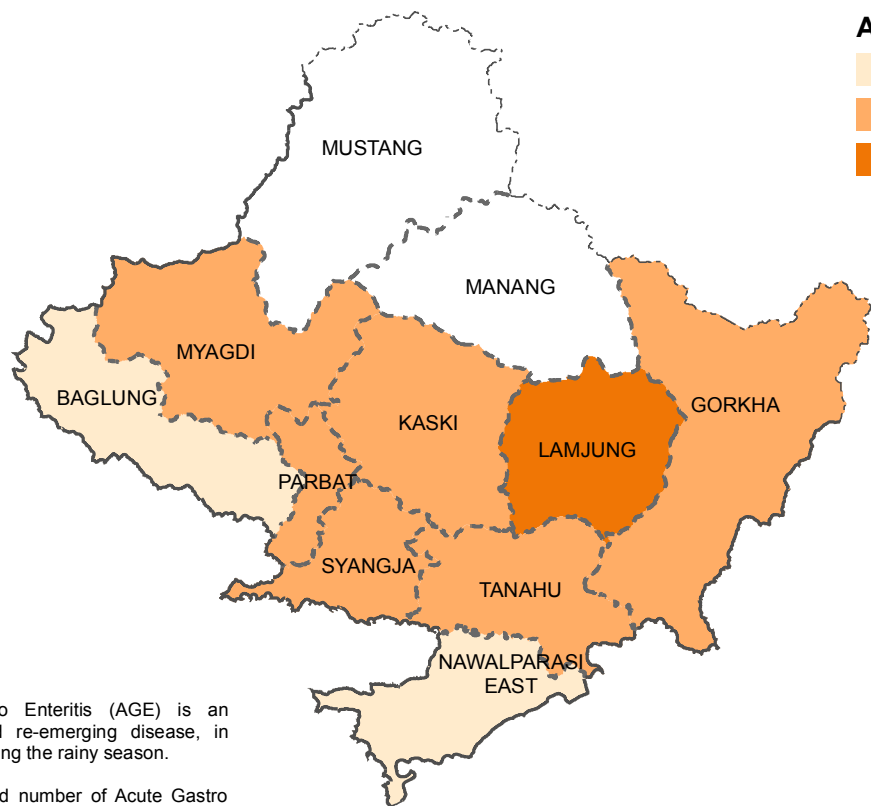 A
MUSTANG
MANANG
MYAGDI
BAGLUNG
KASKI
GORKHA
LAMJUNG
PARBAT
SYANGJA
TANAHU
NAWALPARASI
EAST
o Enteritis (AGE) is an
re-emerging disease, in
ng the rainy season.
number of Acute Gastro